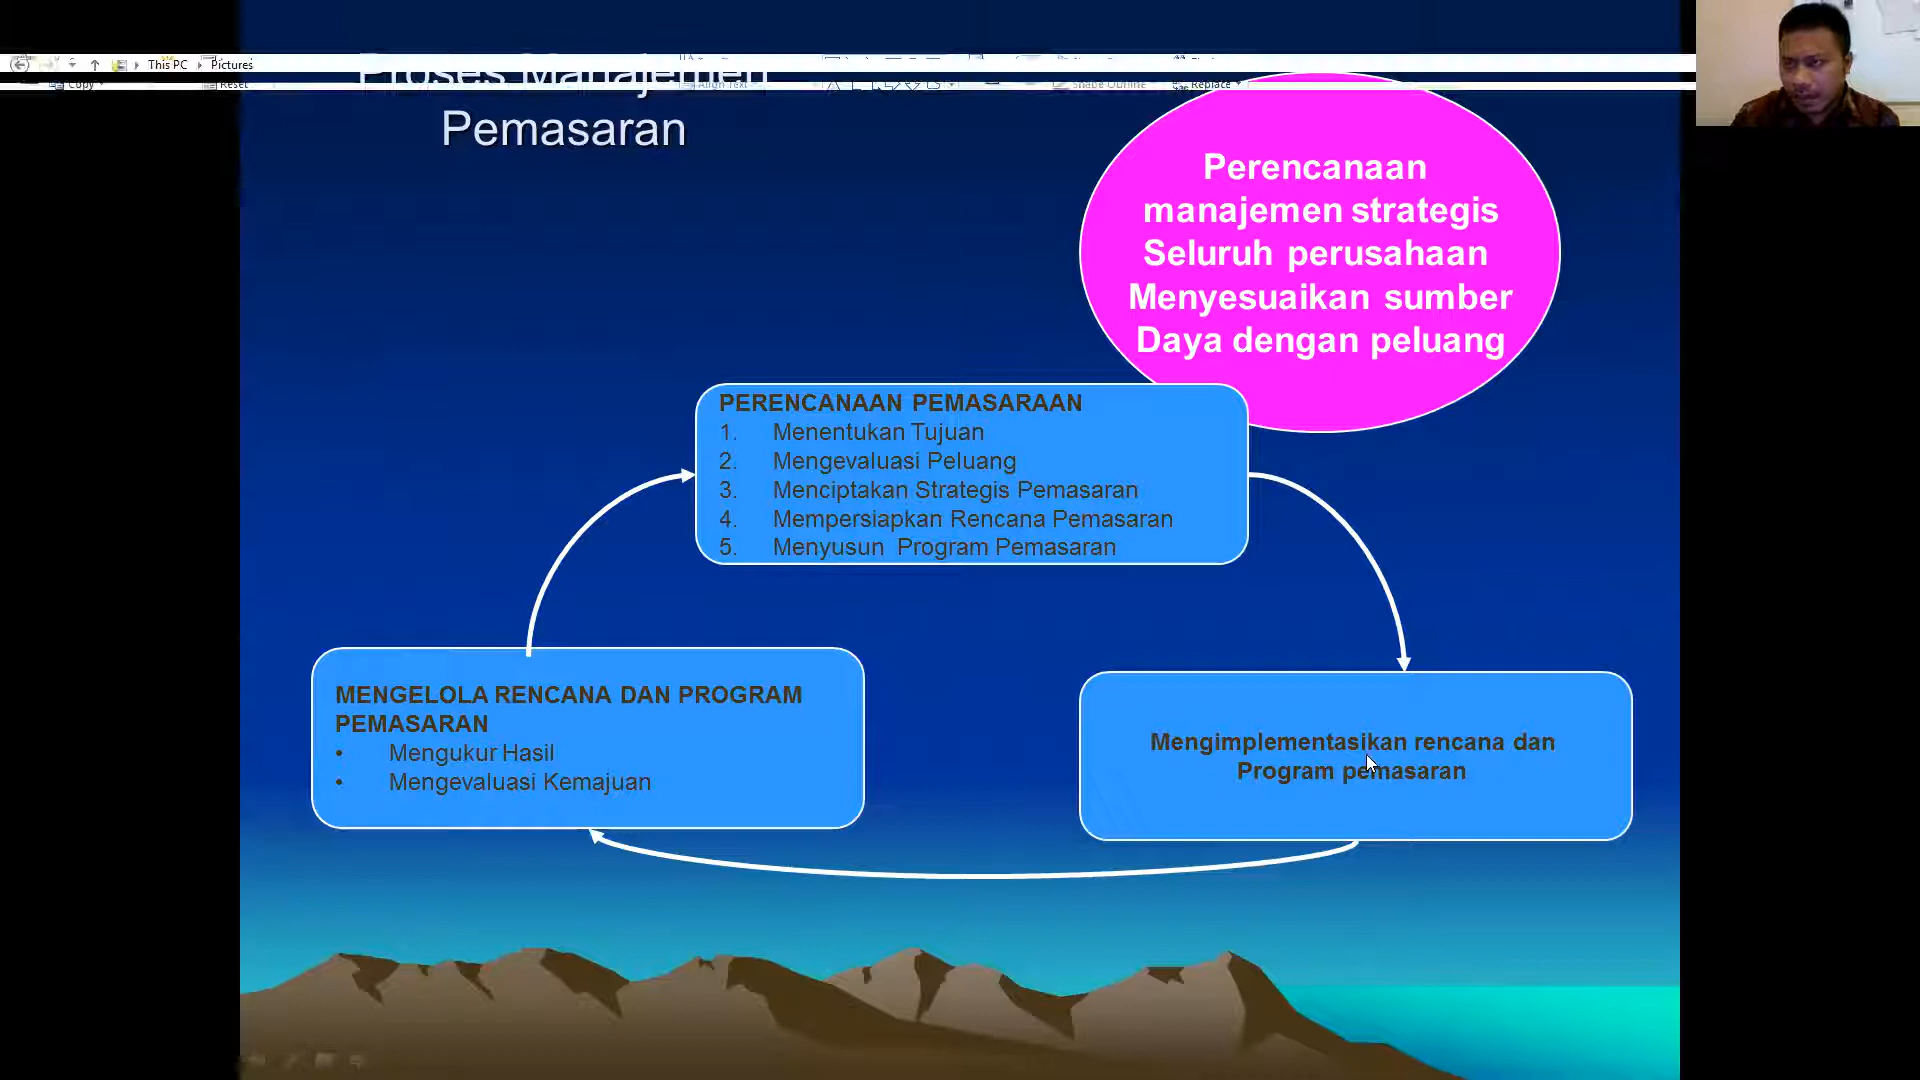 This PC
Pictures
Copy
Reset
Align Text
Shape Outline
Replace
Proses Manajemen
Pemasaran
Perencanaan
manajemen strategis
Seluruh perusahaan
Menyesuaikan sumber
Daya dengan peluang
PERENCANAAN PEMASARAAN
1. Menentukan Tujuan
2. Mengevaluasi Peluang
3. Menciptakan Strategis Pemasaran
4. Mempersiapkan Rencana Pemasaran
5. Menyusun Program Pemasaran
MENGELOLA RENCANA DAN PROGRAM
PEMASARAN
• Mengukur Hasil
• Mengevaluasi Kemajuan
Mengimplementasikan rencana dan
Program pemasaran